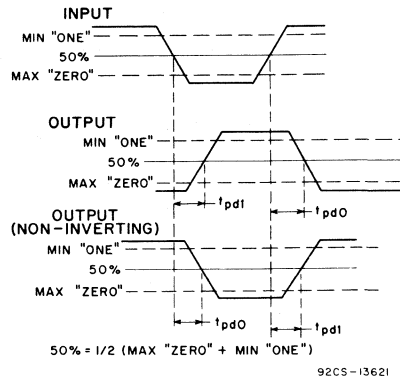 INPUT
MIN "ONE"
50%
MAX "ZERO"
OUTPUT
MIN "ONE"
50%
MAX "ZERO"
tpd1
tpd0
OUTPUT
(NON-INVERTING)
MIN "ONE"
50%
MAX "ZERO"
tpd0
tpd1
50% = 1/2 (MAX "ZERO" + MIN "ONE")
92CS-13621